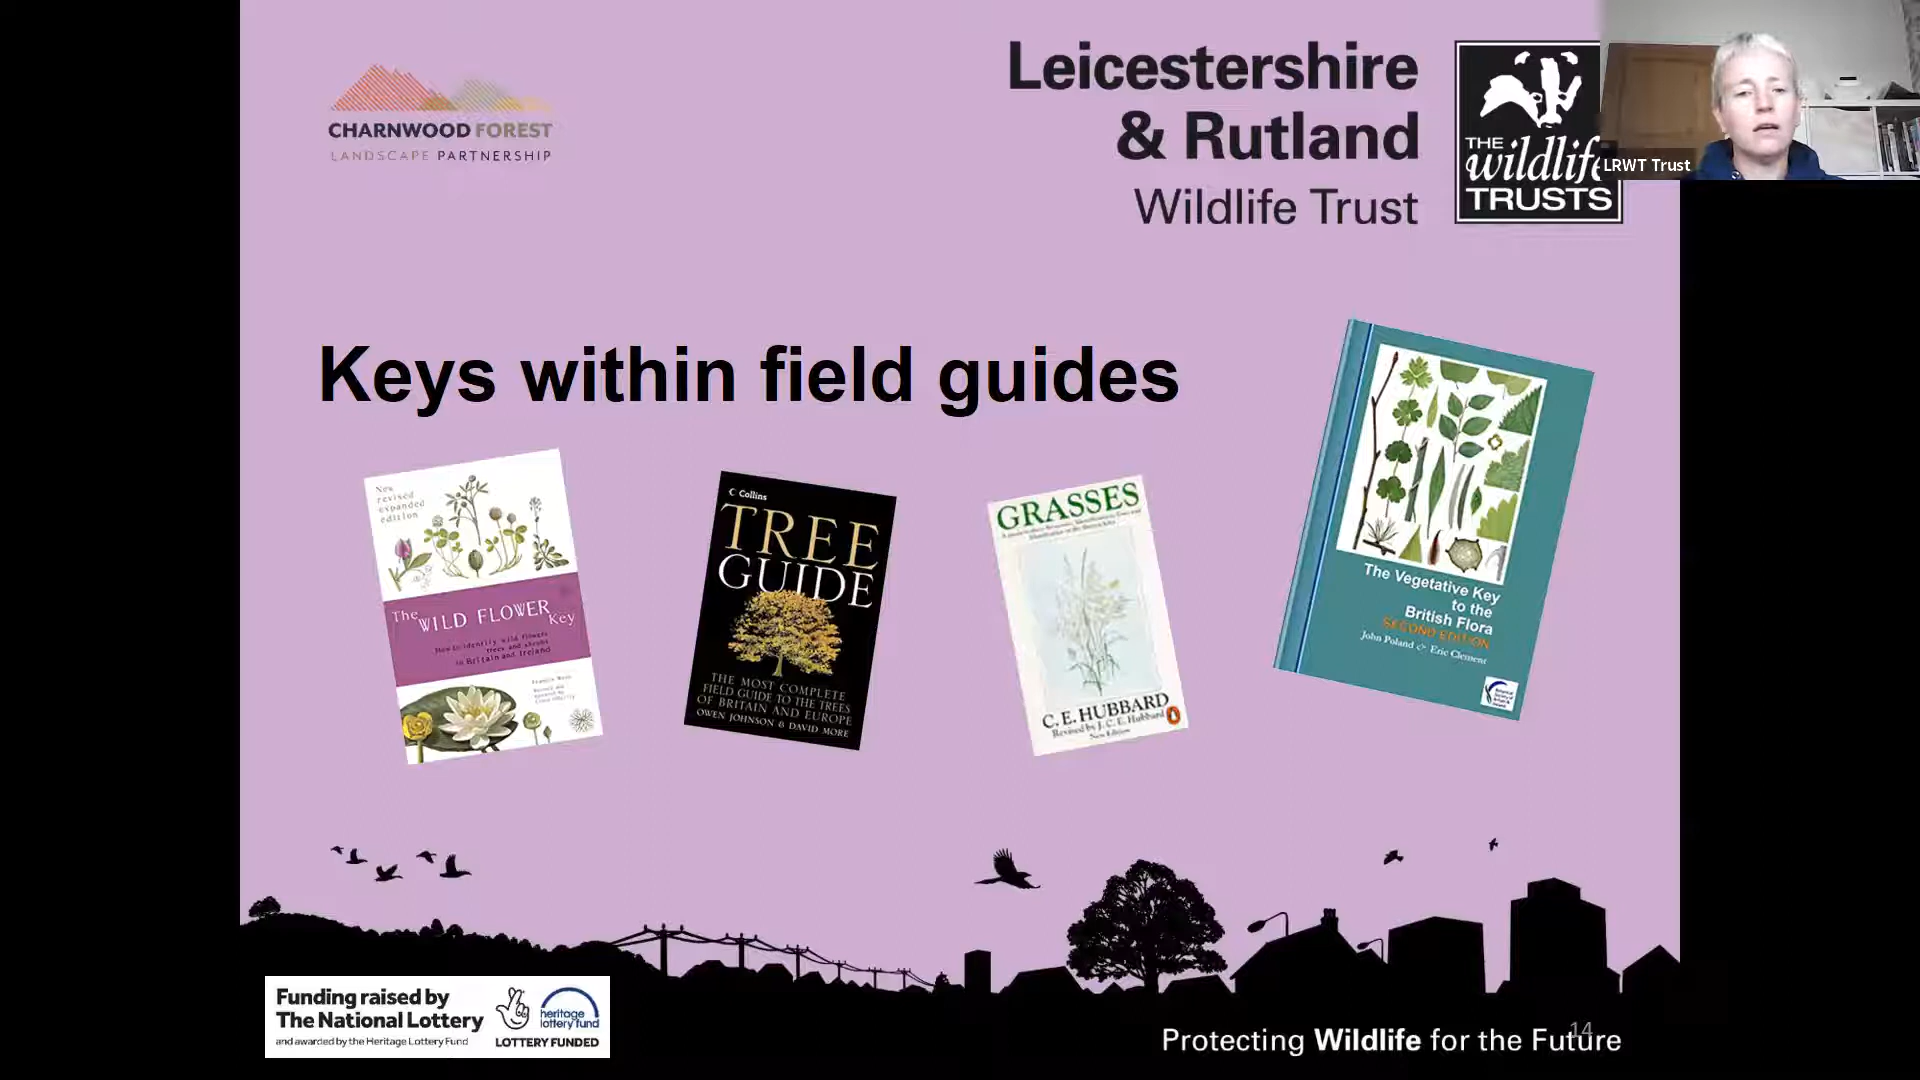 CHARNWOOD FOREST
LANDSCAPE PARTNERSHIP
Leicestershire
& Rutland
Wildlife Trust
THE
wildlife
TRUSTS
LRWT Trust
Keys within field guides
New
revised
expanded
edition
The WILD FLOWER Key
How to identify wild flowers
trees and shrubs
in Britain and Ireland
Collins
TREE
GUIDE
THE MOST COMPLETE
FIELD GUIDE TO THE TREES
OF BRITAIN AND EUROPE
OWEN JOHNSON & DAVID MORE
GRASSES
C. E. HUBBARD
Revised by J. C. E. Hubbard
New Edition
The Vegetative Key
to the
British Flora
SECOND EDITION
John Poland & Eric Clement
Funding raised by
The National Lottery
and awarded by the Heritage Lottery Fund
heritage
lottery fund
LOTTERY FUNDED
Protecting Wildlife for the Future
14